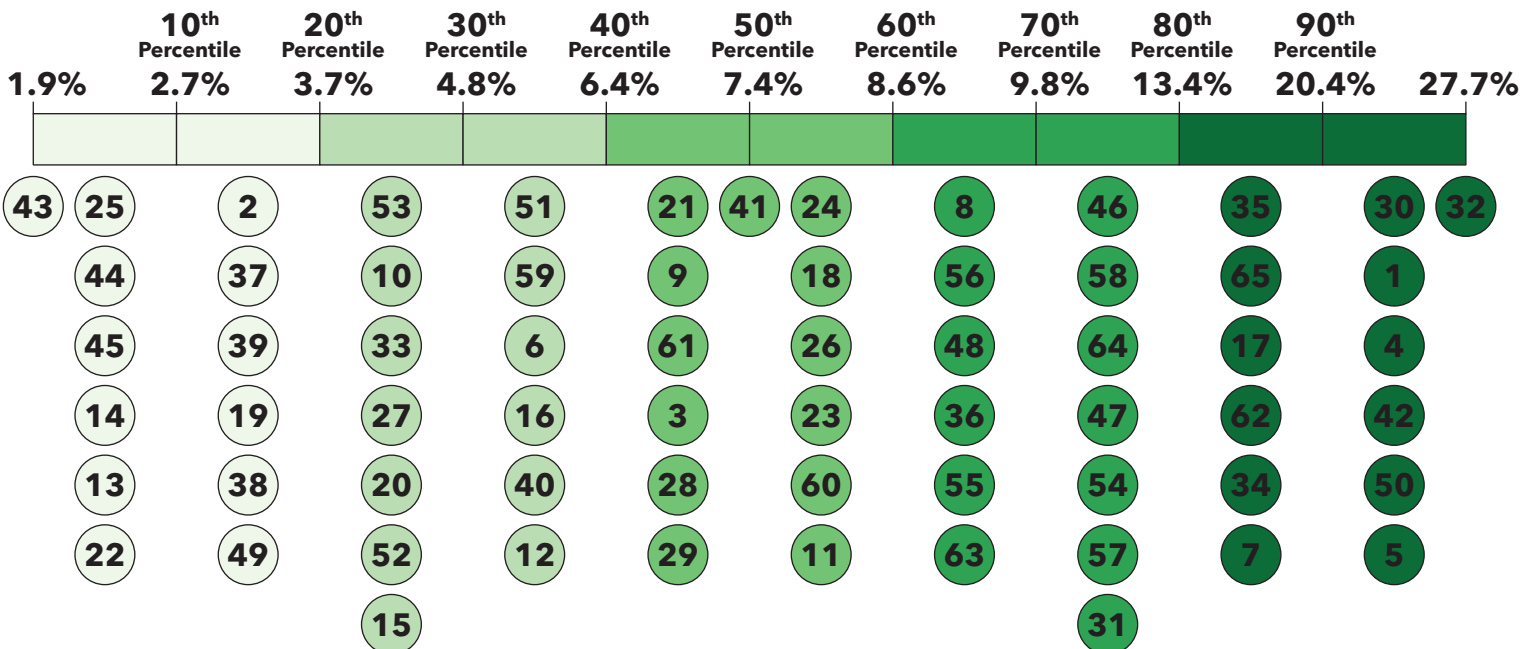 10th 20th 30th 40th 50th 60th 70th 80th 90th
Percentile Percentile Percentile Percentile Percentile Percentile Percentile Percentile Percentile
1.9% 2.7% 3.7% 4.8% 6.4% 7.4% 8.6% 9.8% 13.4% 20.4% 27.7%
43 25 2 53 51 21 41 24 8 46 35 30 32
44 37 10 59 9 18 56 58 65 1
45 39 33 6 61 26 48 64 17 4
14 19 27 16 3 23 36 47 62 42
13 38 20 40 28 60 55 54 34 50
22 49 52 12 29 11 63 57 7 5
15 31